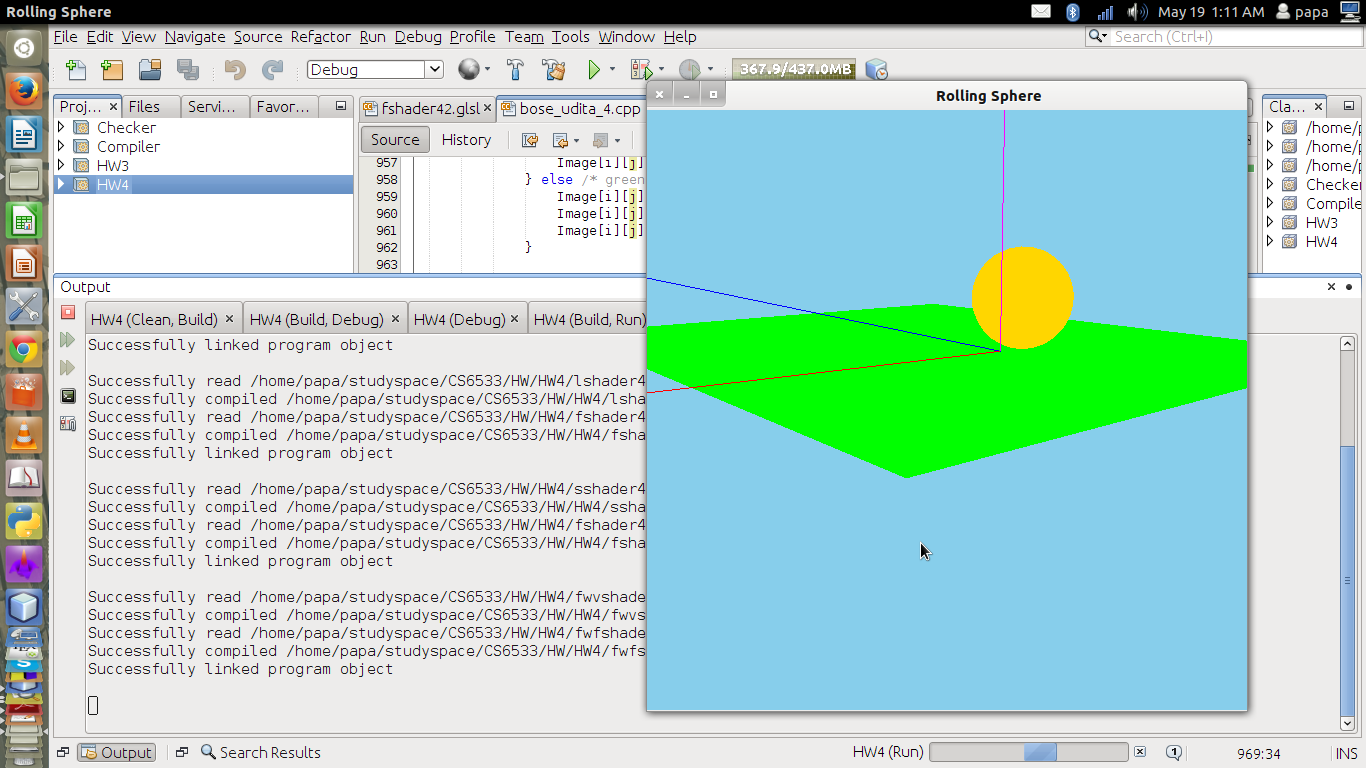 Rolling Sphere
May 19 1:11 AM papa
File Edit View Navigate Source Refactor Run Debug Profile Team Tools Window Help
Search (Ctrl+I)
Debug
367.9/437.0MB
Proj... Files Servi... Favor...
Checker
Compiler
HW3
HW4
fshader42.glsl bose_udita_4.cpp
Source History
957 Image[i][j]
958 } else /* green
959 Image[i][j]
960 Image[i][j]
961 Image[i][j]
962 }
963
Rolling Sphere
Cla...
/home/p
/home/p
/home/p
Checker
Compile
HW3
HW4
Output
HW4 (Clean, Build) HW4 (Build, Debug) HW4 (Debug) HW4 (Build, Run)
Successfully linked program object
Successfully read /home/papa/studyspace/CS6533/HW/HW4/lshader4
Successfully compiled /home/papa/studyspace/CS6533/HW/HW4/lsha
Successfully read /home/papa/studyspace/CS6533/HW/HW4/fshader4
Successfully compiled /home/papa/studyspace/CS6533/HW/HW4/fsha
Successfully linked program object
Successfully read /home/papa/studyspace/CS6533/HW/HW4/sshader4
Successfully compiled /home/papa/studyspace/CS6533/HW/HW4/ssha
Successfully read /home/papa/studyspace/CS6533/HW/HW4/fshader4
Successfully compiled /home/papa/studyspace/CS6533/HW/HW4/fsha
Successfully linked program object
Successfully read /home/papa/studyspace/CS6533/HW/HW4/fwvshade
Successfully compiled /home/papa/studyspace/CS6533/HW/HW4/fwvs
Successfully read /home/papa/studyspace/CS6533/HW/HW4/fwfshade
Successfully compiled /home/papa/studyspace/CS6533/HW/HW4/fwfs
Successfully linked program object
Output Search Results HW4 (Run) 1 969:34 INS